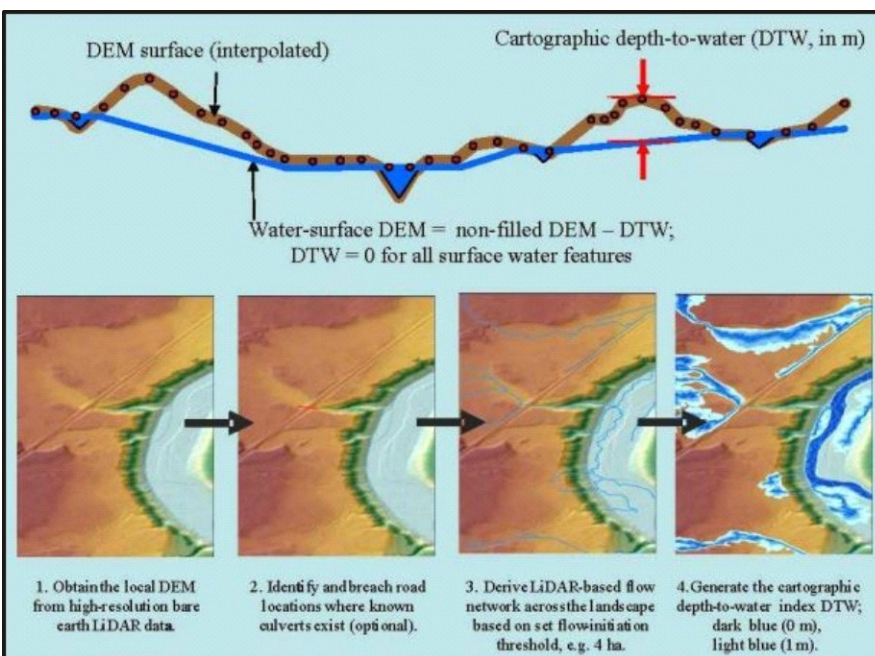 DEM surface (interpolated)
Cartographic depth-to-water (DTW, in m)
Water-surface DEM = non-filled DEM – DTW;
DTW = 0 for all surface water features
1. Obtain the local DEM
from high-resolution bare
earth LiDAR data.
2. Identify and breach road
locations where known
culverts exist (optional).
3. Derive LiDAR-based flow
network across the landscape
based on set flow initiation
threshold, e.g. 4 ha.
4. Generate the cartographic
depth-to-water index DTW;
dark blue (0 m),
light blue (1 m).